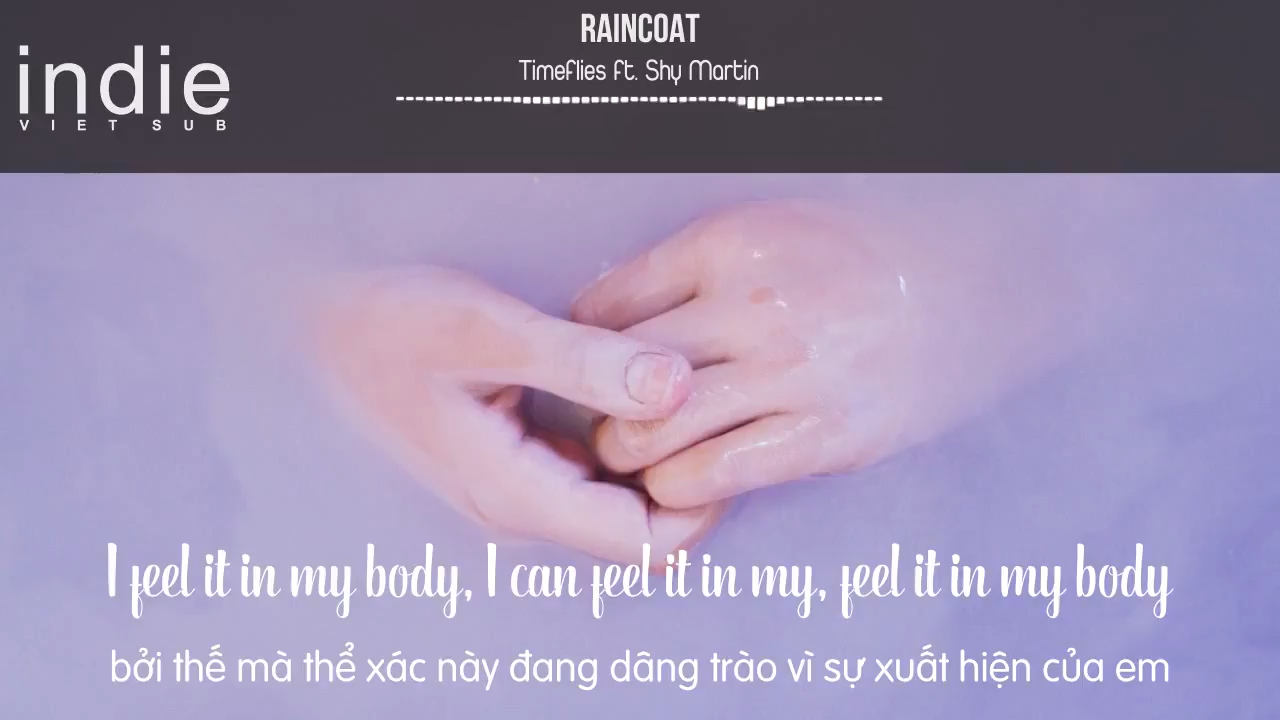 RAINCOAT
Timeflies ft. Shy Martin
indie
VIET SUB
I feel it in my body, I can feel it in my, feel it in my body
bởi thế mà thể xác này đang dâng trào vì sự xuất hiện của em